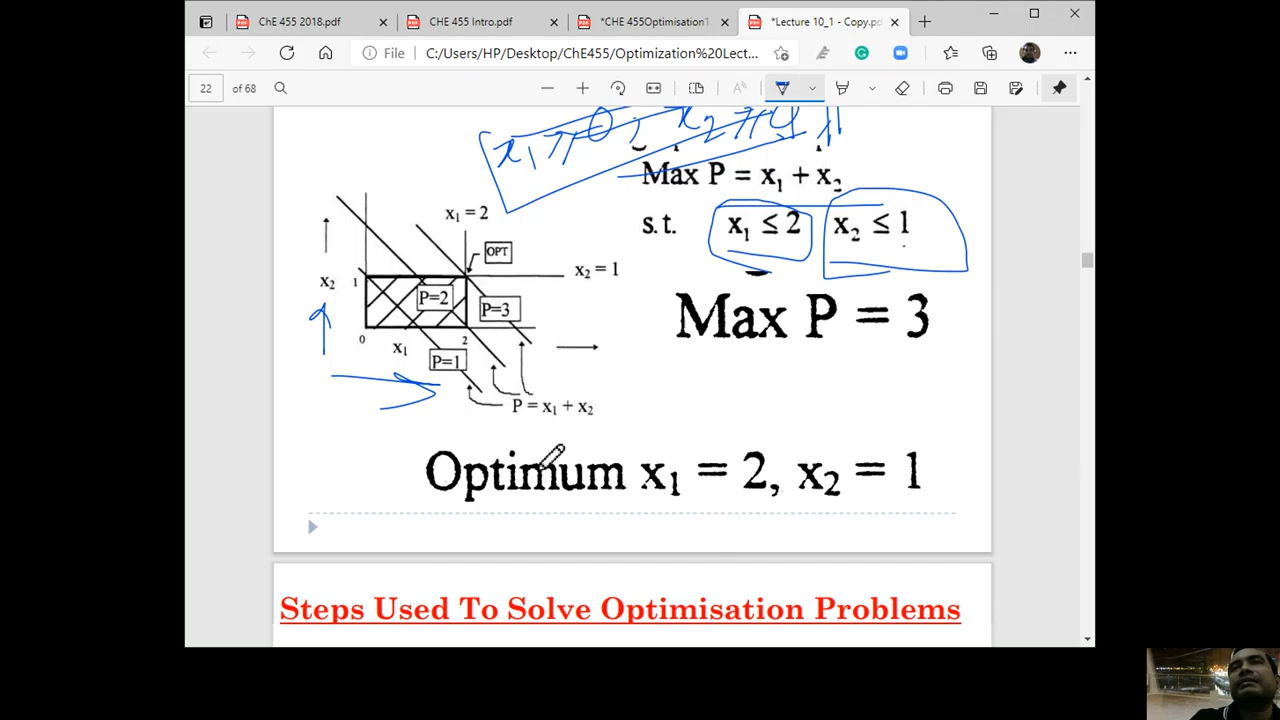 ChE 455 2018.pdf
CHE 455 Intro.pdf
*CHE 455Optimisation1
*Lecture 10_1 - Copy.pd
File
C:/Users/HP/Desktop/ChE455/Optimization%20Lect...
22 of 68
Max P = x₁ + x₂
s.t. x₁ ≤ 2 x₂ ≤ 1
x₁ = 2
OPT
x₂ = 1
x₂
1
P=2
P=3
0
x₁
2
P=1
P = x₁ + x₂
Max P = 3
Optimum x₁ = 2, x₂ = 1
Steps Used To Solve Optimisation Problems